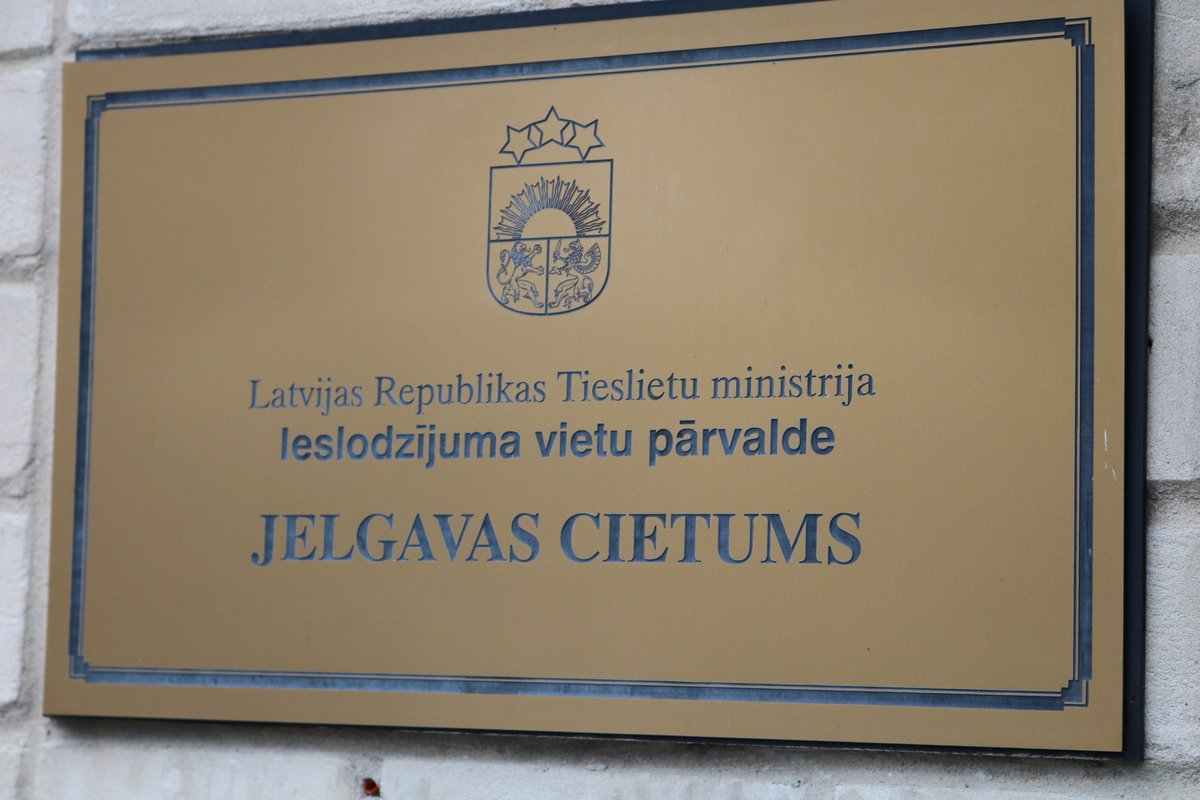 Latvijas Republikas Tieslietu ministrija
Ieslodzījuma vietu pārvalde
JELGAVAS CIETUMS